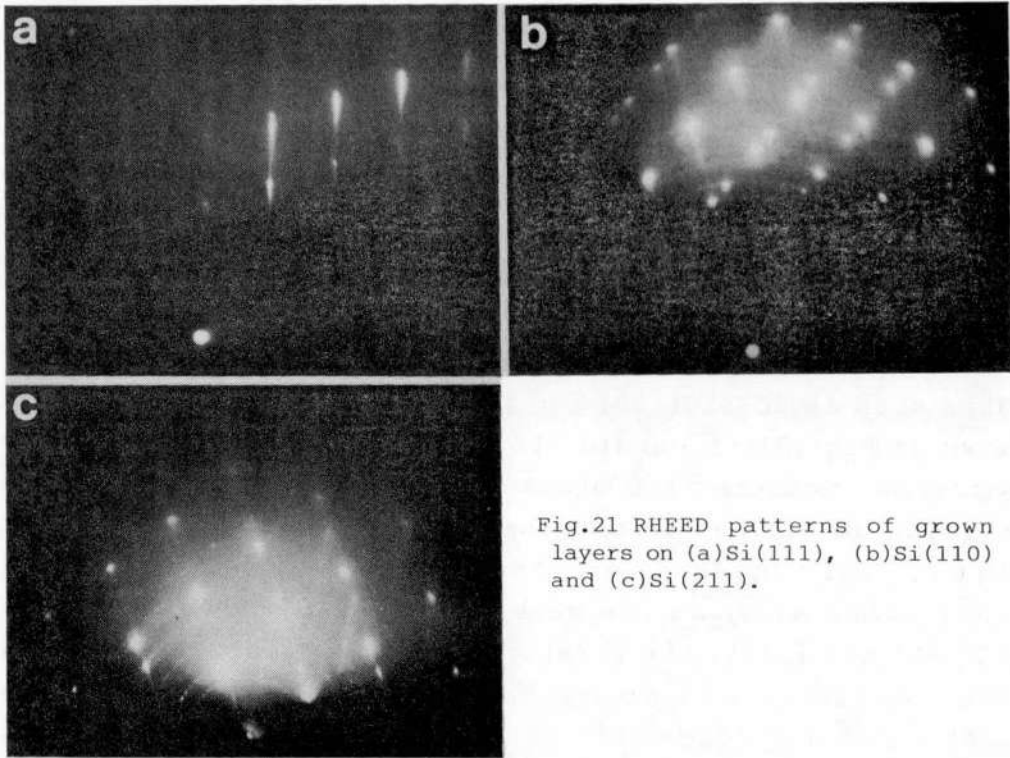 a
b
c
Fig.21 RHEED patterns of grown
layers on (a)Si(111), (b)Si(110)
and (c)Si(211).